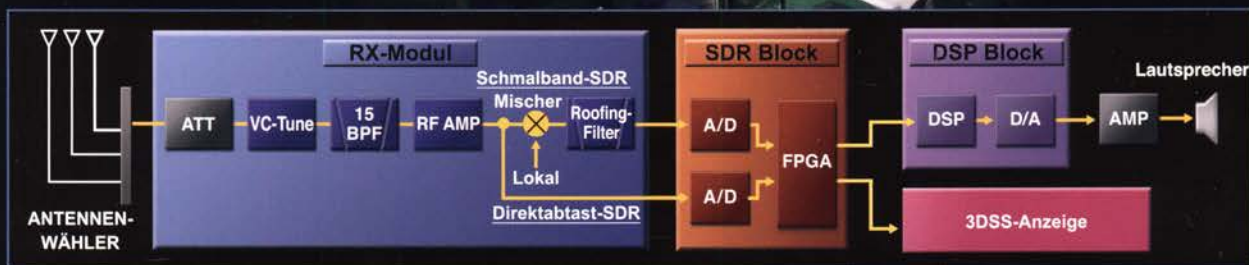 RX-Modul
SDR Block
DSP Block
Schmalband-SDR
Lautsprecher
Mischer
ATT
VC-Tune
15
BPF
RF AMP
Roofing-
Filter
A/D
FPGA
DSP
D/A
AMP
Lokal
A/D
Direktabtast-SDR
ANTENNEN-
WÄHLER
3DSS-Anzeige